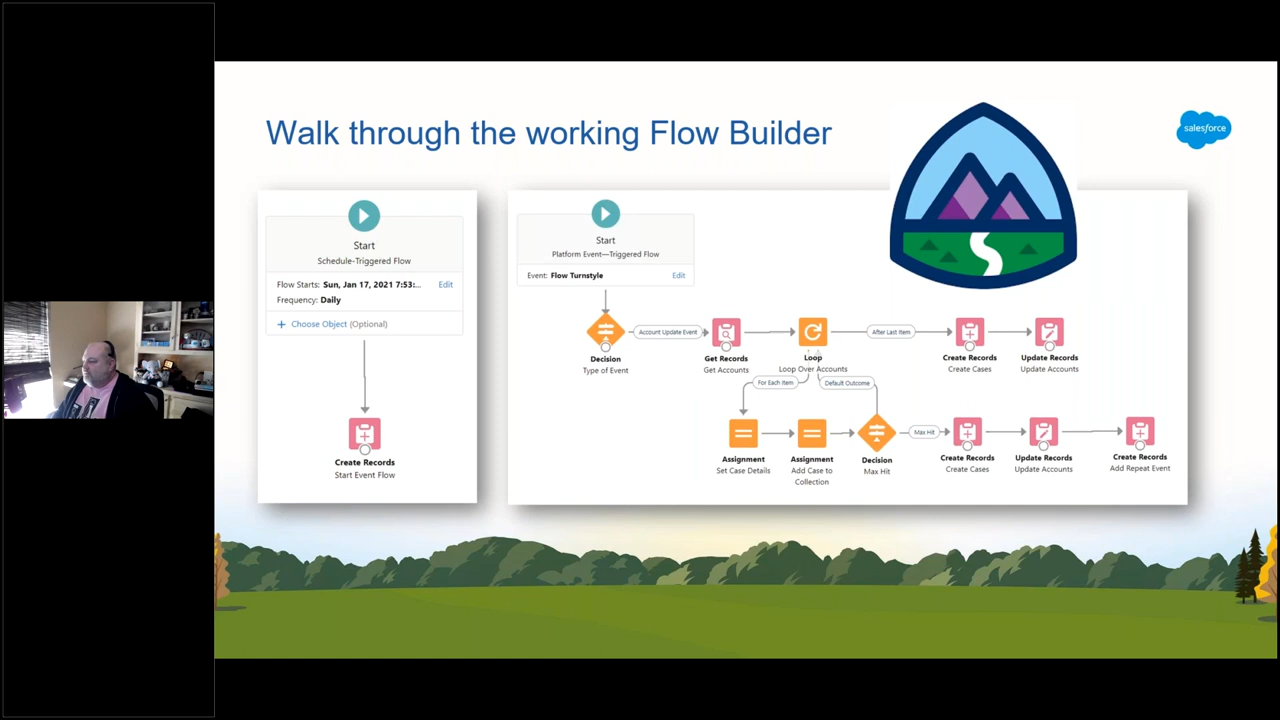 Walk through the working Flow Builder
salesforce
Start
Schedule-Triggered Flow
Flow Starts: Sun, Jan 17, 2021 7:53:... Edit
Frequency: Daily
+ Choose Object (Optional)
Create Records
Start Event Flow
Start
Platform Event—Triggered Flow
Event: Flow Turnstyle Edit
Account Update Event
After Last Item
Decision
Type of Event
Get Records
Get Accounts
Loop
Loop Over Accounts
Create Records
Create Cases
Update Records
Update Accounts
For Each Item
Default Outcome
Max Hit
Assignment
Set Case Details
Assignment
Add Case to
Collection
Decision
Max Hit
Create Records
Create Cases
Update Records
Update Accounts
Create Records
Add Repeat Event